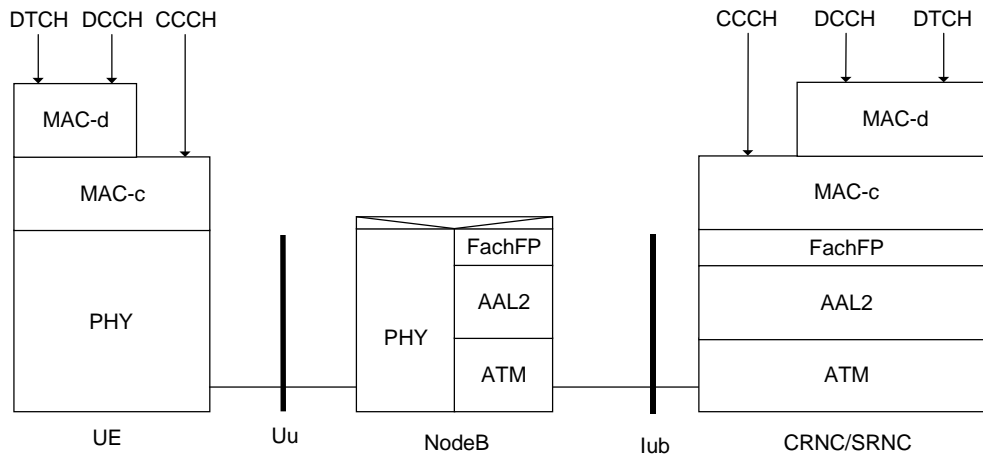 DTCH DCCH CCCH
CCCH DCCH DTCH
MAC-d
MAC-d
MAC-c
MAC-c
FachFP
FachFP
PHY
PHY
AAL2
AAL2
ATM
ATM
UE
Uu
NodeB
Iub
CRNC/SRNC